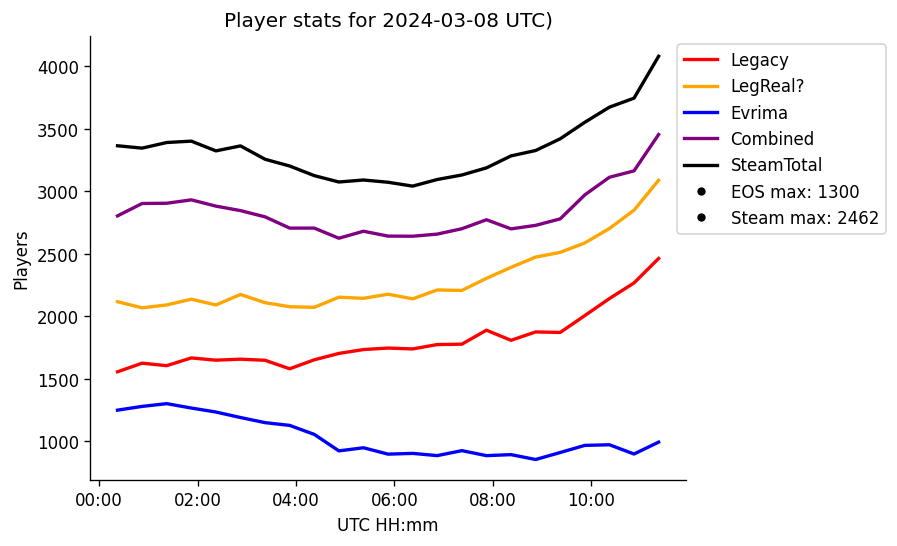 Player stats for 2024-03-08 UTC)
Legacy
LegReal?
Evrima
Combined
SteamTotal
EOS max: 1300
Steam max: 2462
4000
3500
3000
2500
2000
1500
1000
Players
00:00 02:00 04:00 06:00 08:00 10:00
UTC HH:mm